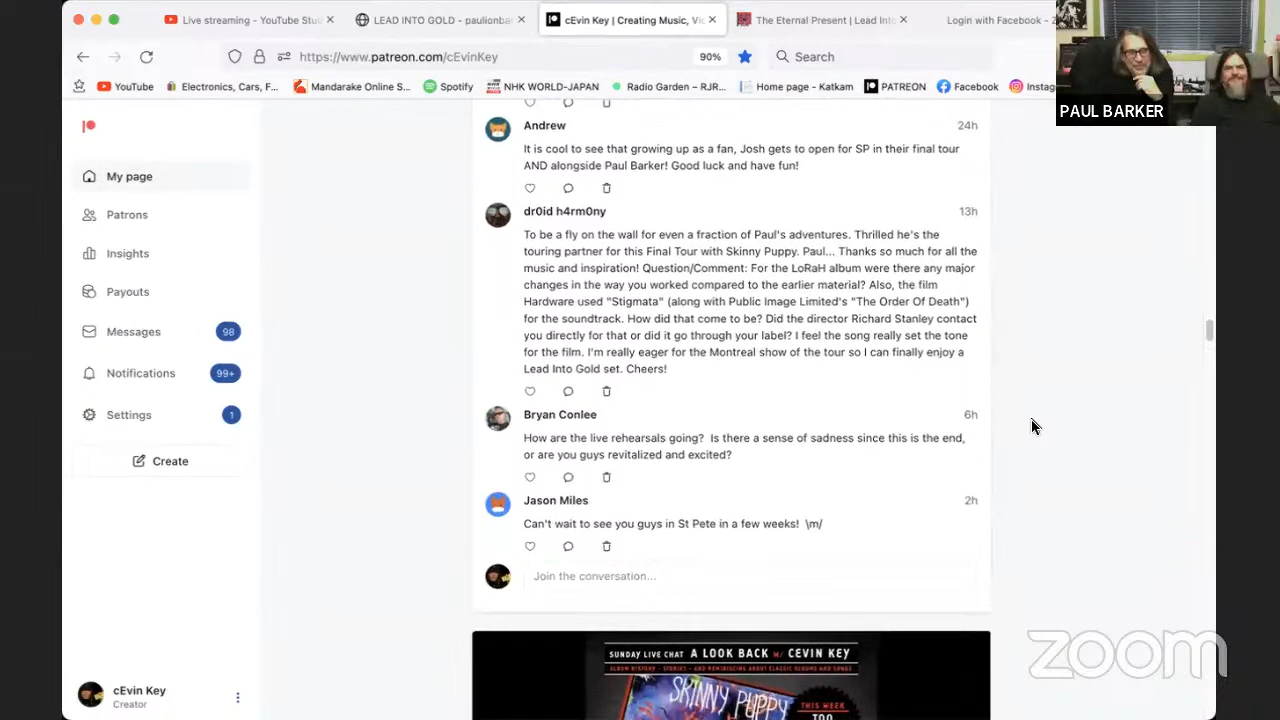 Live streaming - YouTube Stu
LEAD INTO GOLD - paulionbar
cEvin Key | Creating Music, Vi
The Eternal Present | Lead Into
Login with Facebook - Z
https://www.patreon.com/cEvinKey
90%
Search
YouTube
Electronics, Cars, F...
Mandarake Online S...
Spotify
NHK WORLD-JAPAN
Radio Garden – RJR...
Home page - Katkam
PATREON
Facebook
Instag
PAUL BARKER
My page
Patrons
Insights
Payouts
Messages 98
Notifications 99+
Settings 1
Create
Andrew 24h
It is cool to see that growing up as a fan, Josh gets to open for SP in their final tour
AND alongside Paul Barker! Good luck and have fun!
dr0id h4rm0ny 13h
To be a fly on the wall for even a fraction of Paul's adventures. Thrilled he's the
touring partner for this Final Tour with Skinny Puppy. Paul... Thanks so much for all the
music and inspiration! Question/Comment: For the LoRaH album were there any major
changes in the way you worked compared to the earlier material? Also, the film
Hardware used "Stigmata" (along with Public Image Limited's "The Order Of Death")
for the soundtrack. How did that come to be? Did the director Richard Stanley contact
you directly for that or did it go through your label? I feel the song really set the tone
for the film. I'm really eager for the Montreal show of the tour so I can finally enjoy a
Lead Into Gold set. Cheers!
Bryan Conlee 6h
How are the live rehearsals going?  Is there a sense of sadness since this is the end,
or are you guys revitalized and excited?
Jason Miles 2h
Can't wait to see you guys in St Pete in a few weeks!  \m/
Join the conversation...
SUNDAY LIVE CHAT A LOOK BACK W/ CEVIN KEY
ALBUM HISTORY - STORIES - AND REMINISCING ABOUT CLASSIC ALBUMS AND SONGS
SKINNY PUPPY
THIS WEEK
TOO
cEvin Key
Creator
zoom